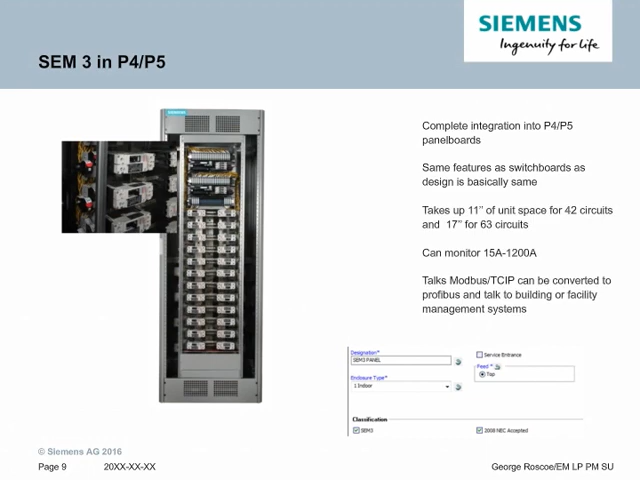 SIEMENS
Ingenuity for life
SEM 3 in P4/P5
SIEMENS
Complete integration into P4/P5
panelboards
Same features as switchboards as
design is basically same
Takes up 11” of unit space for 42 circuits
and 17” for 63 circuits
Can monitor 15A-1200A
Talks Modbus/TCIP can be converted to
profibus and talk to building or facility
management systems
Designation*
SEM3 PANEL
Service Entrance
Feed *
Top
Enclosure Type*
1 Indoor
Classification
SEM3
2008 NEC Accepted
© Siemens AG 2016
Page 9 20XX-XX-XX George Roscoe/EM LP PM SU